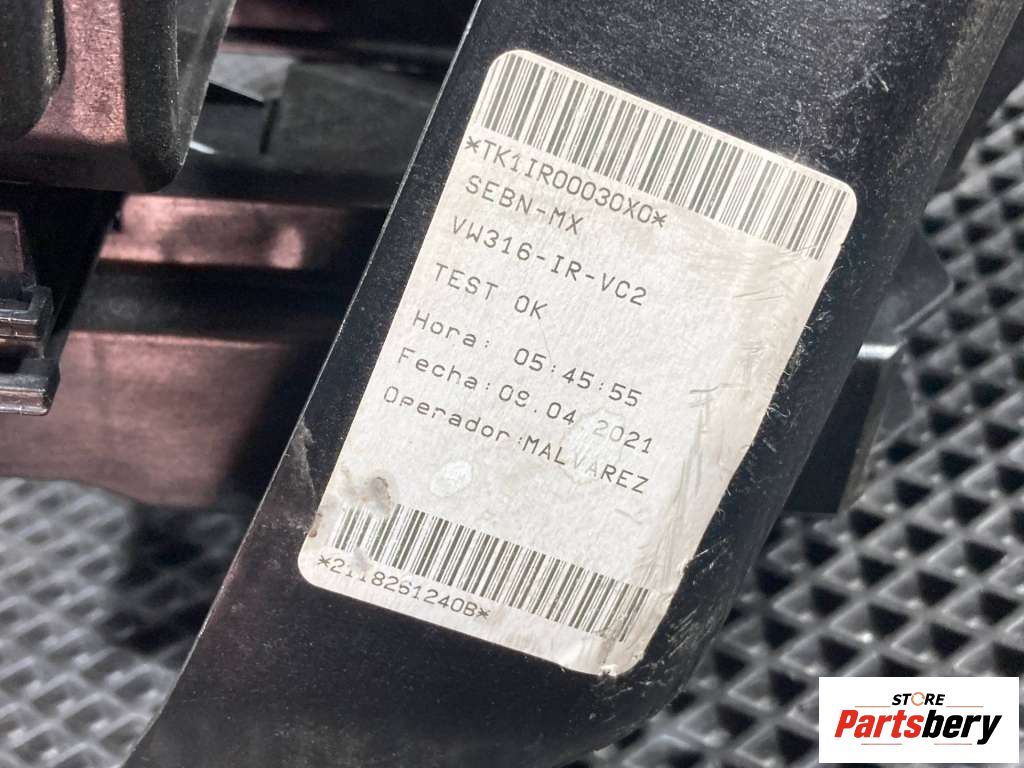 *TK1IR00030X0*
SEBN-MX
VW316-IR-VC2
TEST OK
Hora: 05:45:55
Fecha: 09.04.2021
Operador:MALVAREZ
*2118261240B*
STORE
Partsbery